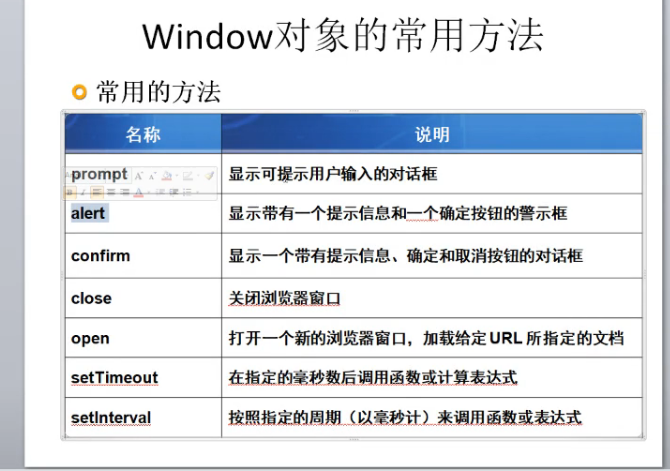 Window对象的常用方法
常用的方法
名称 说明
prompt 显示可提示用户输入的对话框
alert 显示带有一个提示信息和一个确定按钮的警示框
confirm 显示一个带有提示信息、确定和取消按钮的对话框
close 关闭浏览器窗口
open 打开一个新的浏览器窗口，加载给定URL所指定的文档
setTimeout 在指定的毫秒数后调用函数或计算表达式
setInterval 按照指定的周期（以毫秒计）来调用函数或表达式